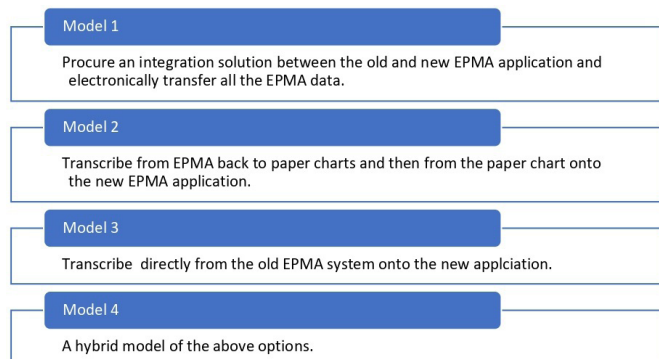 Model 1
Procure an integration solution between the old and new EPMA application and
electronically transfer all the EPMA data.
Model 2
Transcribe from EPMA back to paper charts and then from the paper chart onto
the new EPMA application.
Model 3
Transcribe directly from the old EPMA system onto the new applciation.
Model 4
A hybrid model of the above options.